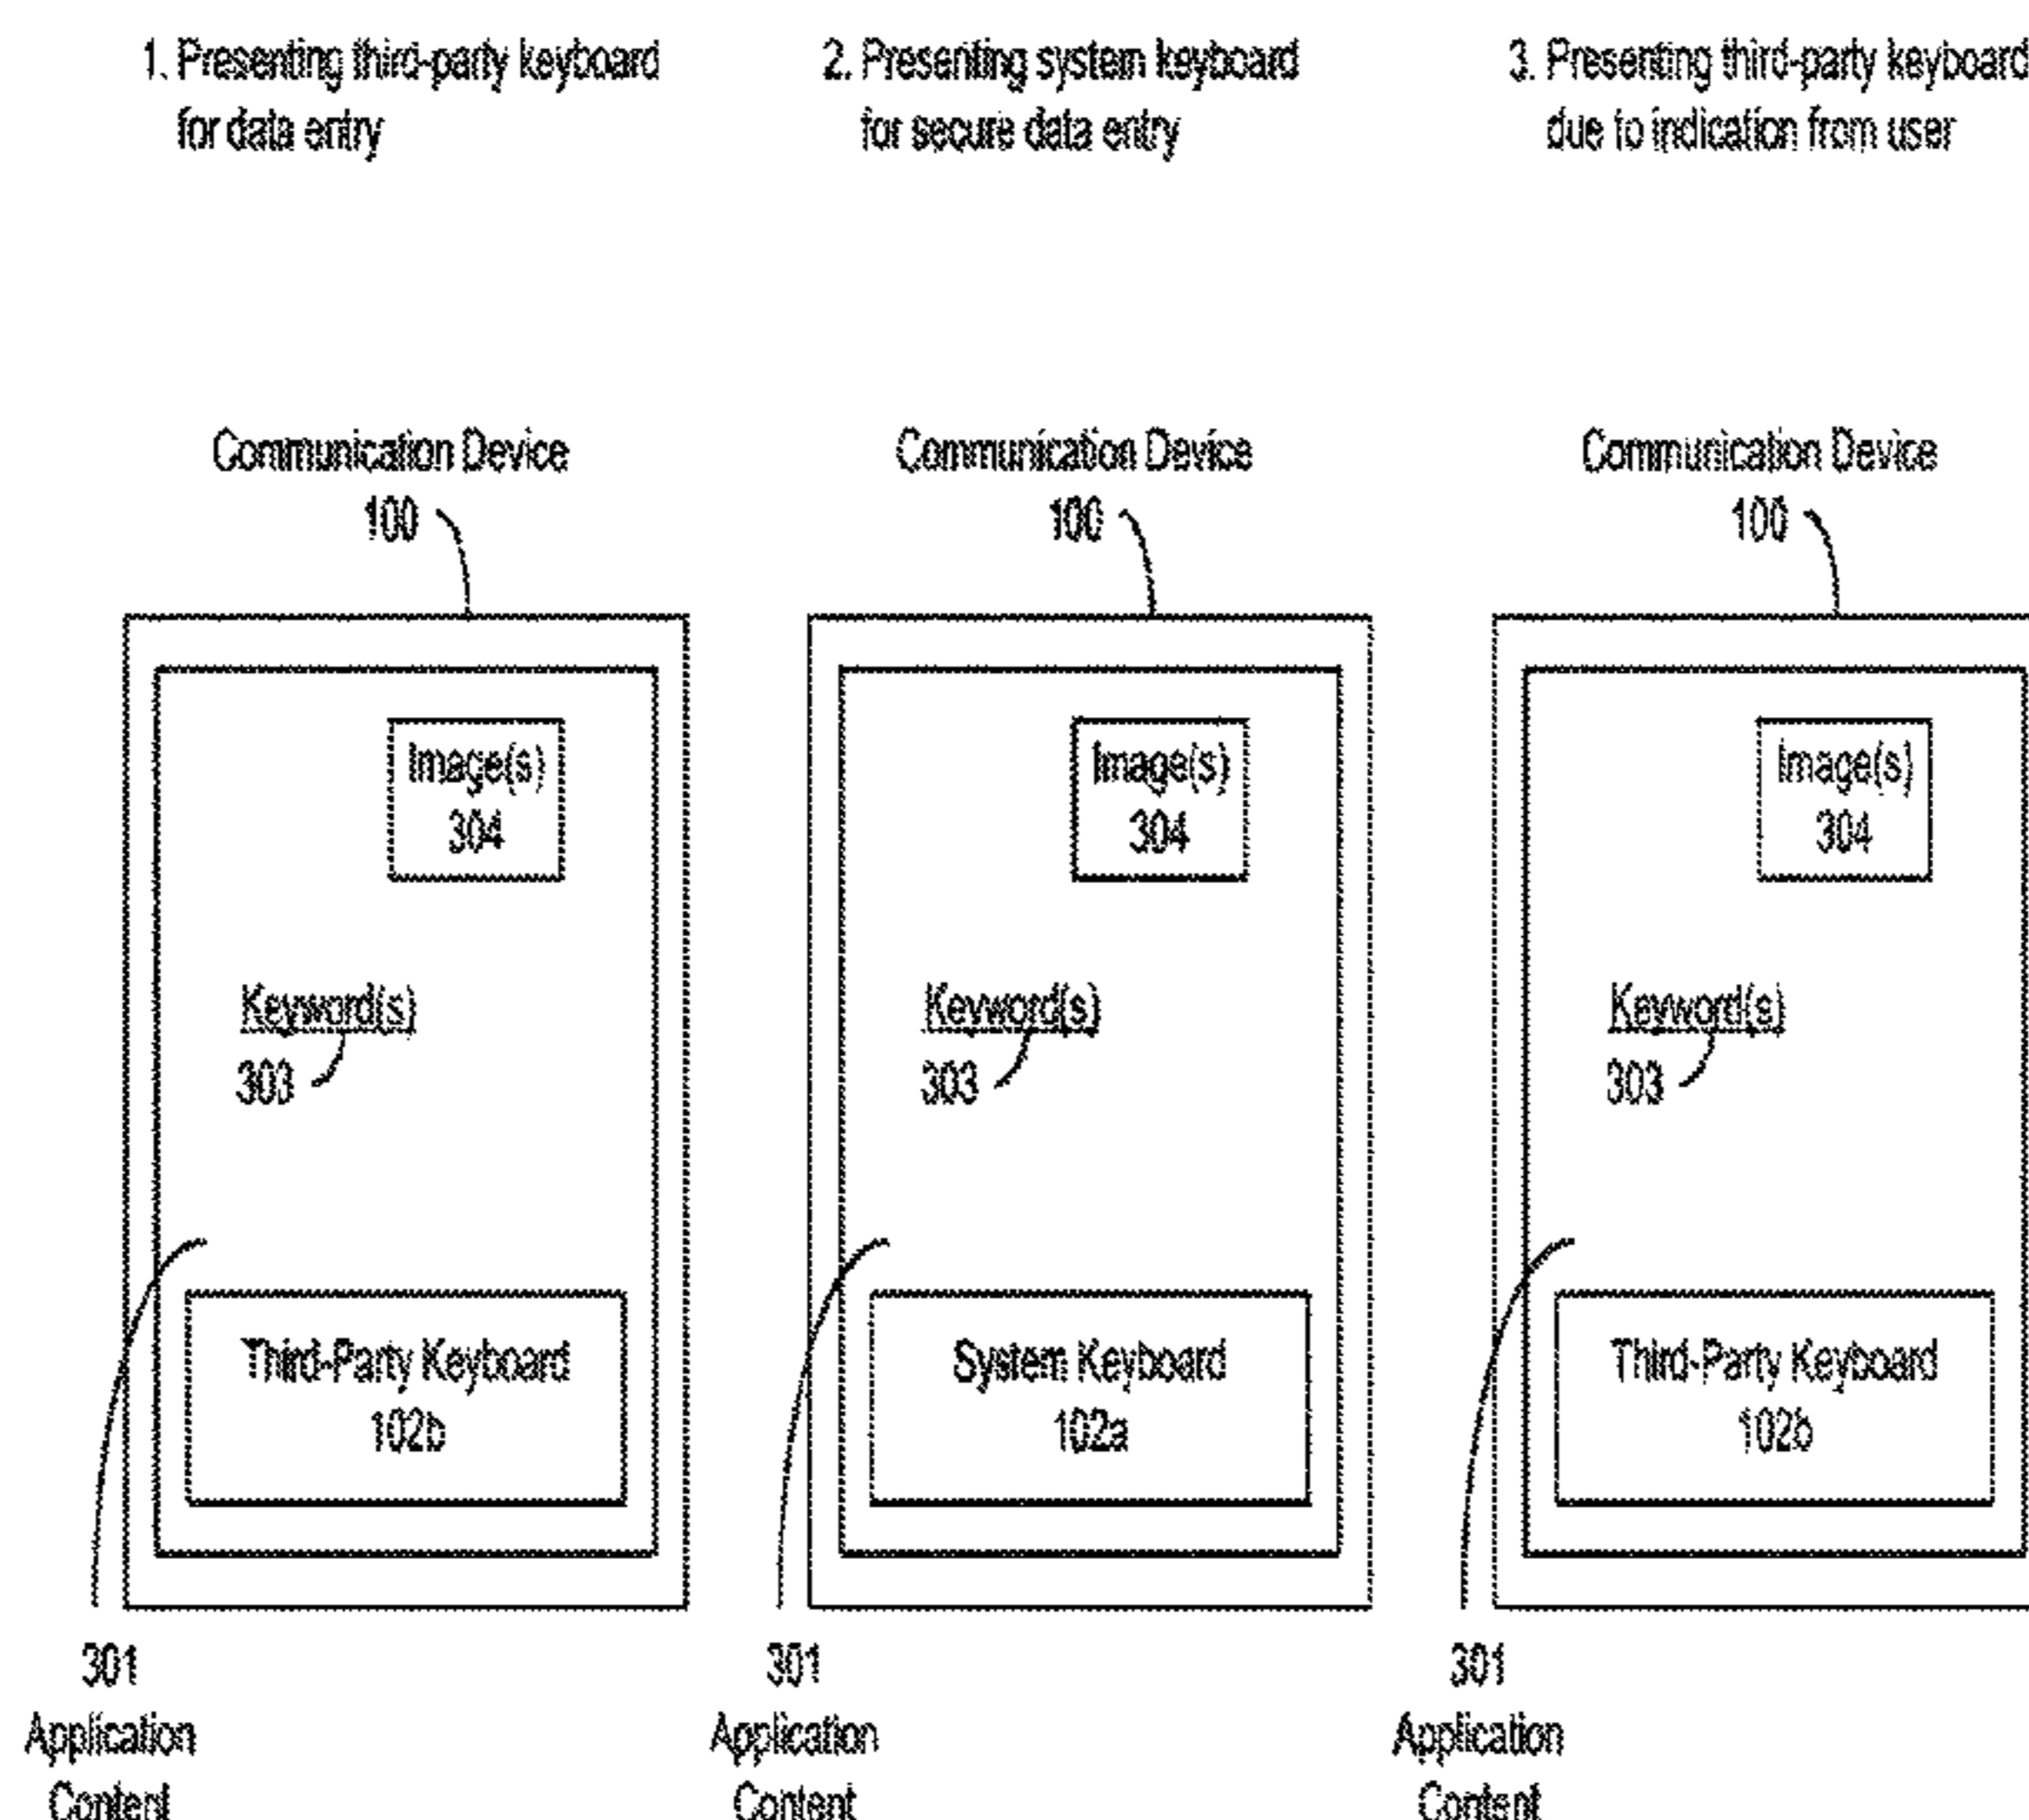 1. Presenting third-party keyboard
for data entry
2. Presenting system keyboard
for secure data entry
3. Presenting third-party keyboard
due to indication from user
Communication Device
100
Image(s)
304
Keyword(s)
303
Third-Party Keyboard
102b
301
Application
Content
Communication Device
100
Image(s)
304
Keyword(s)
303
System Keyboard
102a
301
Application
Content
Communication Device
100
Image(s)
304
Keyword(s)
303
Third-Party Keyboard
102b
301
Application
Content